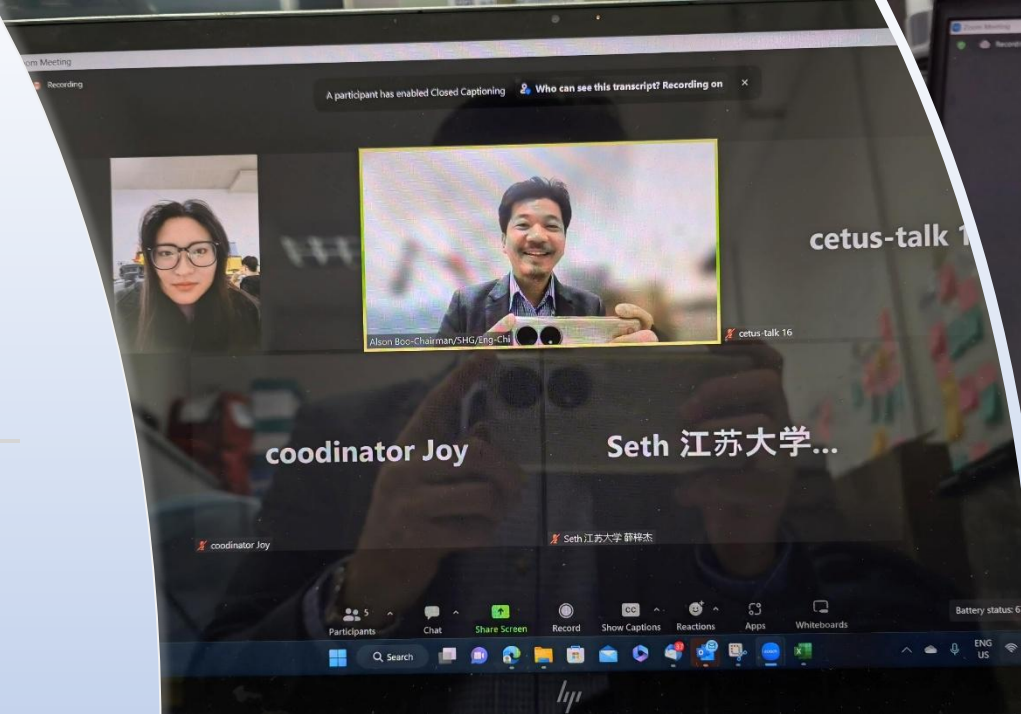 om Meeting
Recording
A participant has enabled Closed Captioning
Who can see this transcript? Recording on
Alson Boo-Chairman/SHG/Eng-Chi
cetus-talk 1
cetus-talk 16
coodinator Joy
Seth 江苏大学...
coodinator Joy
Seth 江苏大学 薛梓杰
Participants
5
Chat
Share Screen
Record
CC
Show Captions
Reactions
Apps
Whiteboards
Battery status: 6
Search
ENG
US
hp
Zoom Meeting